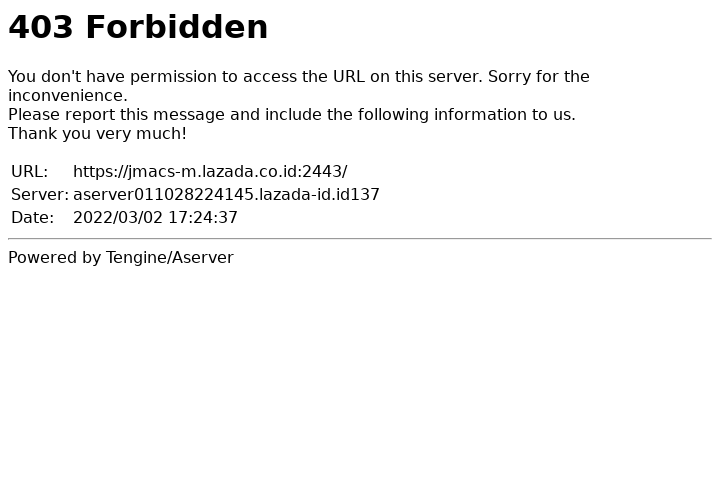 403 Forbidden
You don't have permission to access the URL on this server. Sorry for the
inconvenience.
Please report this message and include the following information to us.
Thank you very much!
URL: https://jmacs-m.lazada.co.id:2443/
Server: aserver011028224145.lazada-id.id137
Date: 2022/03/02 17:24:37
Powered by Tengine/Aserver